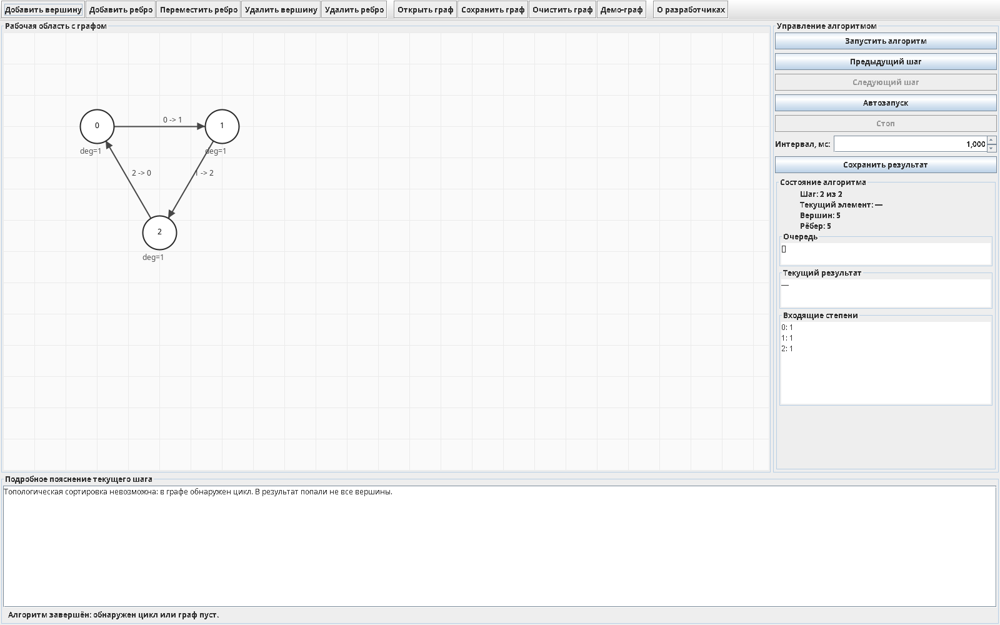 Добавить вершину Добавить ребро Переместить ребро Удалить вершину Удалить ребро Открыть граф Сохранить граф Очистить граф Демо-граф О разработчиках
Рабочая область с графом
0
0 -> 1
1
deg=1
deg=1
2 -> 0
1 -> 2
2
deg=1
Управление алгоритмом
Запустить алгоритм
Предыдущий шаг
Следующий шаг
Автозапуск
Стоп
Интервал, мс: 1,000
Сохранить результат
Состояние алгоритма
Шаг: 2 из 2
Текущий элемент: —
Вершин: 5
Рёбер: 5
Очередь
[]
Текущий результат
—
Входящие степени
0: 1
1: 1
2: 1
Подробное пояснение текущего шага
Топологическая сортировка невозможна: в графе обнаружен цикл. В результат попали не все вершины.
Алгоритм завершён: обнаружен цикл или граф пуст.